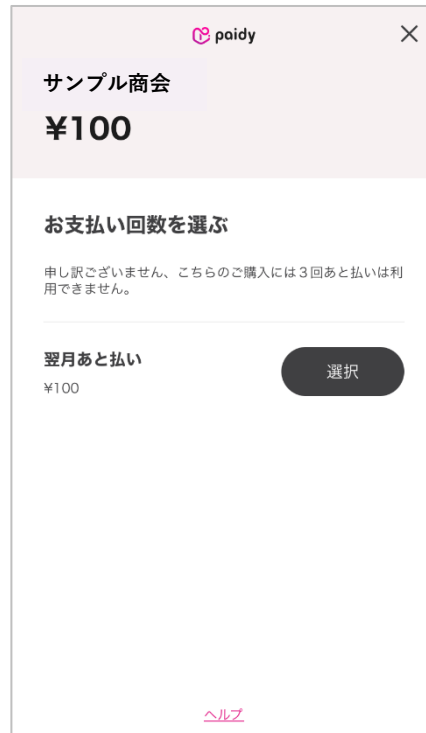 paidy
サンプル商会
¥100
お支払い回数を選ぶ
申し訳ございません、こちらのご購入には３回あと払いは利
用できません。
翌月あと払い
¥100
選択
ヘルプ